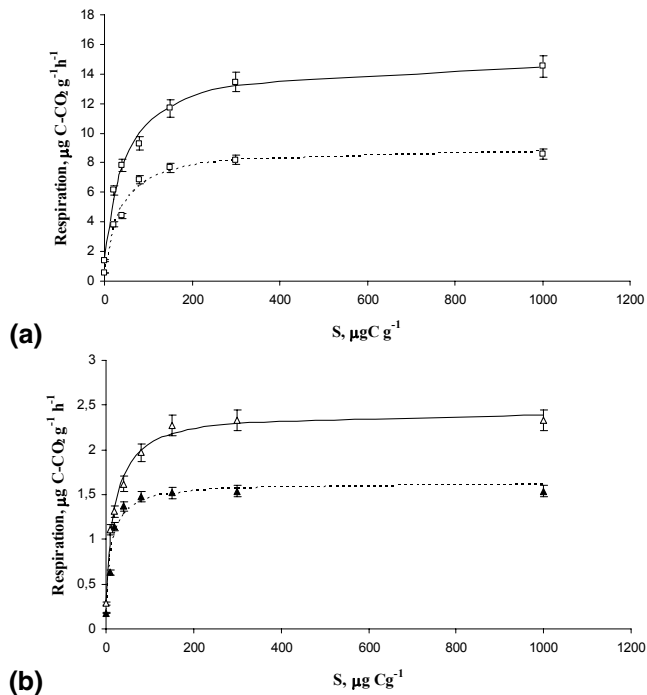 18
16
14
12
10
8
6
4
2
0
Respiration, µg C-CO₂ g⁻¹h⁻¹
0 200 400 600 800 1000 1200
S, µgC g⁻¹
(a)
3
2,5
2
1,5
1
0,5
0
Respiration, µg C-CO₂ g⁻¹ h⁻¹
0 200 400 600 800 1000 1200
S, µg Cg⁻¹
(b)